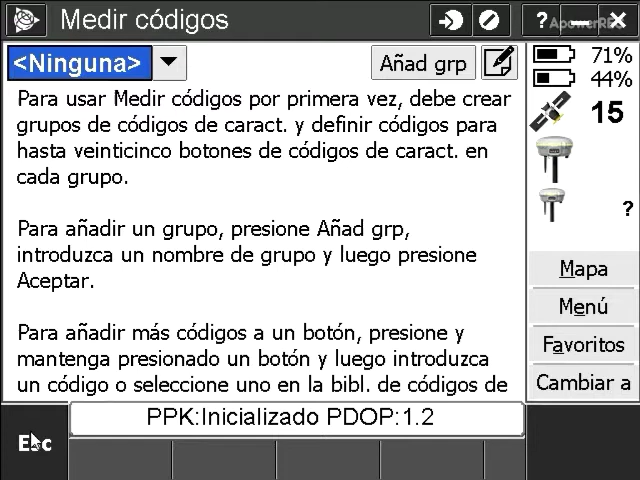 Medir códigos
?
ApowerREC
<Ninguna>
Añad grp
71%
44%
15
?
Para usar Medir códigos por primera vez, debe crear
grupos de códigos de caract. y definir códigos para
hasta veinticinco botones de códigos de caract. en
cada grupo.
Para añadir un grupo, presione Añad grp,
introduzca un nombre de grupo y luego presione
Aceptar.
Para añadir más códigos a un botón, presione y
mantenga presionado un botón y luego introduzca
un código o seleccione uno en la bibl. de códigos de
Mapa
Menú
Favoritos
Cambiar a
PPK:Inicializado PDOP:1.2
Esc